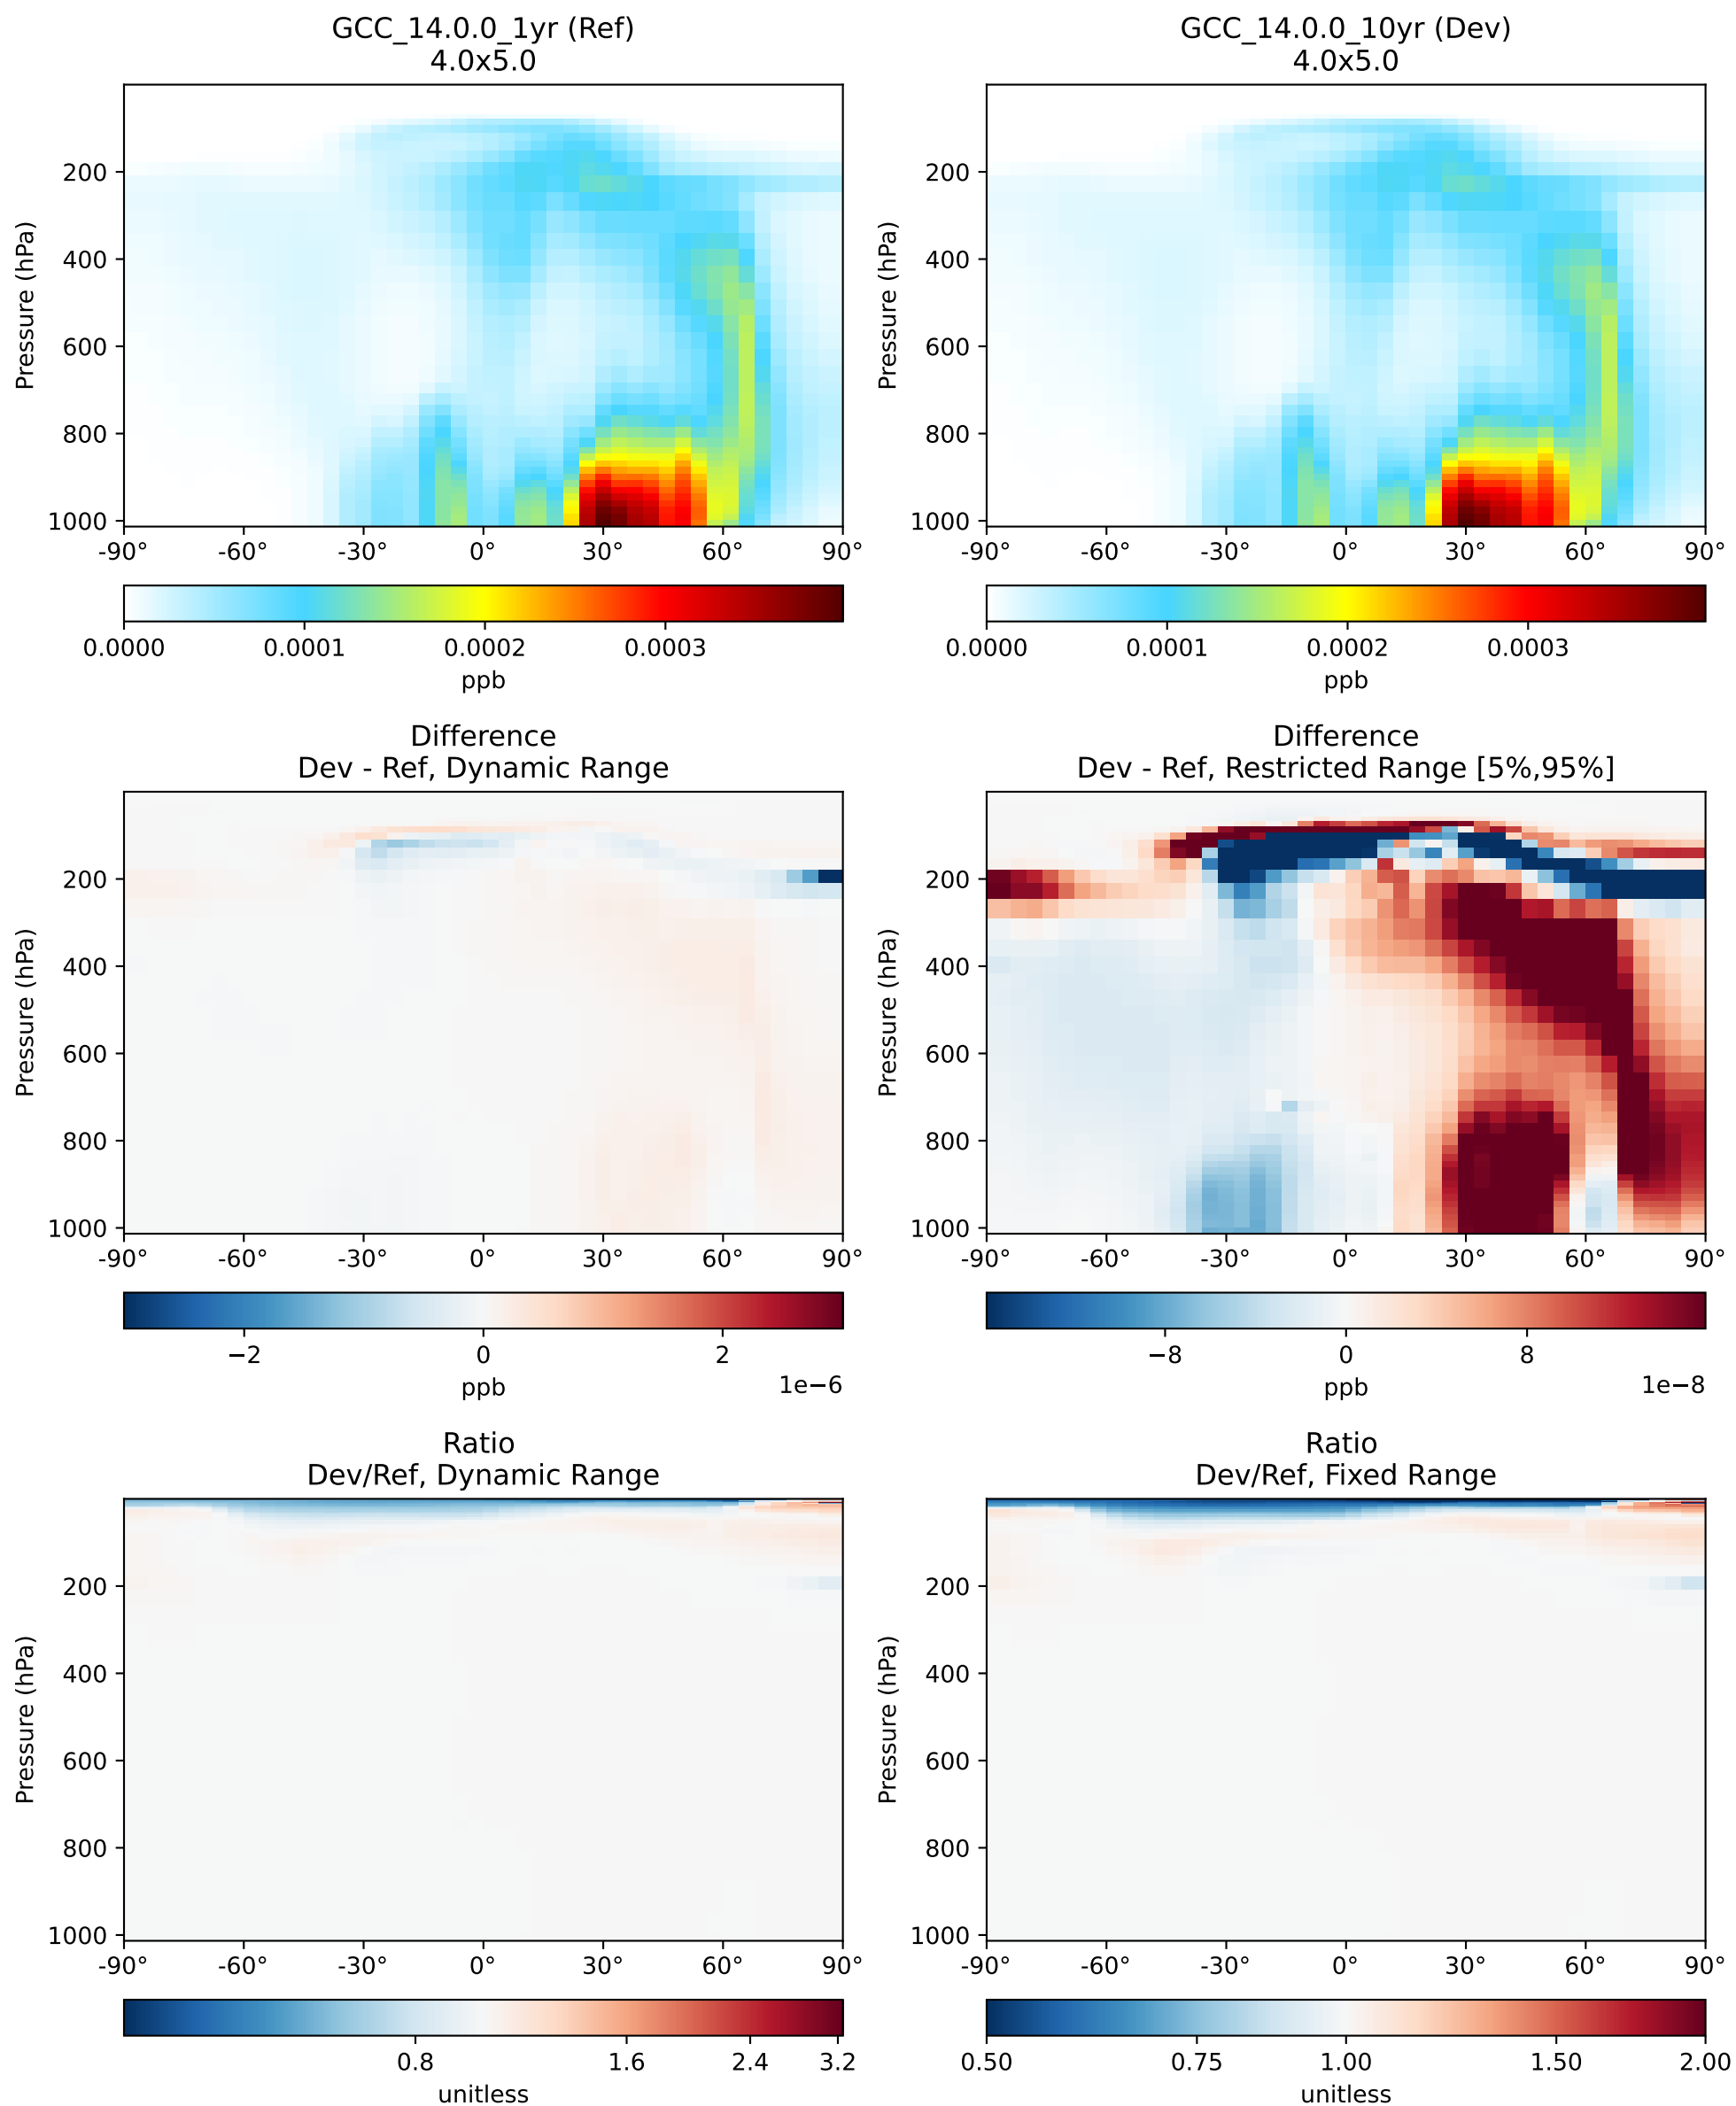 GCC_14.0.0_1yr (Ref)
4.0x5.0
Pressure (hPa)
200
400
600
800
1000
-90° -60° -30° 0° 30° 60° 90°
0.0000 0.0001 0.0002 0.0003
ppb
GCC_14.0.0_10yr (Dev)
4.0x5.0
Pressure (hPa)
200
400
600
800
1000
-90° -60° -30° 0° 30° 60° 90°
0.0000 0.0001 0.0002 0.0003
ppb
Difference
Dev - Ref, Dynamic Range
Pressure (hPa)
200
400
600
800
1000
-90° -60° -30° 0° 30° 60° 90°
−2 0 2
ppb 1e−6
Difference
Dev - Ref, Restricted Range [5%,95%]
Pressure (hPa)
200
400
600
800
1000
-90° -60° -30° 0° 30° 60° 90°
−8 0 8
ppb 1e−8
Ratio
Dev/Ref, Dynamic Range
Pressure (hPa)
200
400
600
800
1000
-90° -60° -30° 0° 30° 60° 90°
0.8 1.6 2.4 3.2
unitless
Ratio
Dev/Ref, Fixed Range
Pressure (hPa)
200
400
600
800
1000
-90° -60° -30° 0° 30° 60° 90°
0.50 0.75 1.00 1.50 2.00
unitless